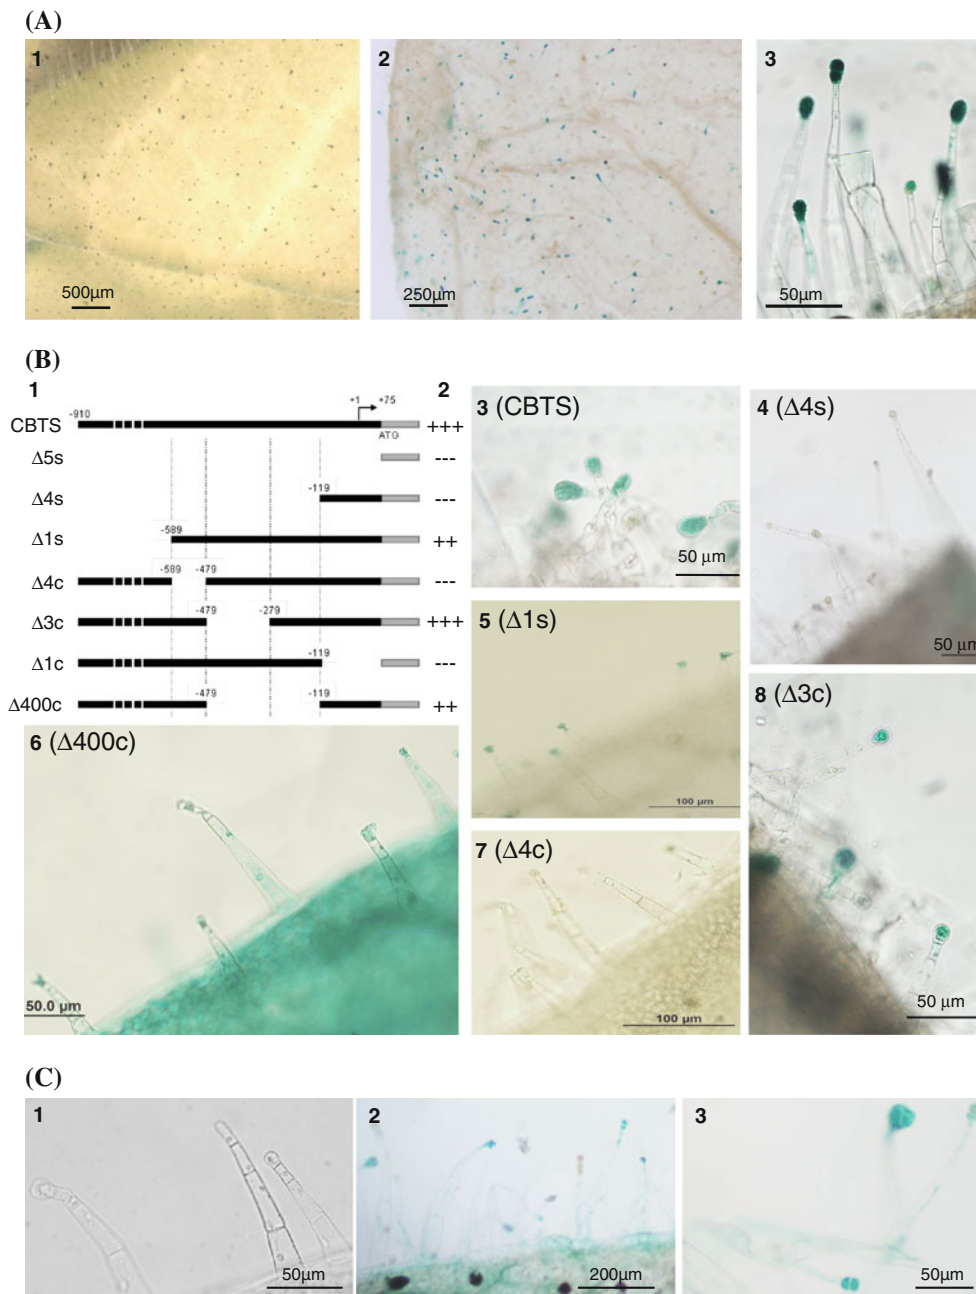 (A)
1
2
3
500µm
250µm
50µm
(B)
1
2
-910
+1
+75
CBTS
+++
ATG
Δ5s
---
Δ4s
-119
---
Δ1s
-589
++
Δ4c
-589
-479
---
Δ3c
-479
-279
+++
Δ1c
-119
---
Δ400c
-479
-119
++
3 (CBTS)
50 µm
4 (Δ4s)
50 µm
5 (Δ1s)
100 µm
6 (Δ400c)
50.0 µm
7 (Δ4c)
100 µm
8 (Δ3c)
50 µm
(C)
1
2
3
50µm
200µm
50µm